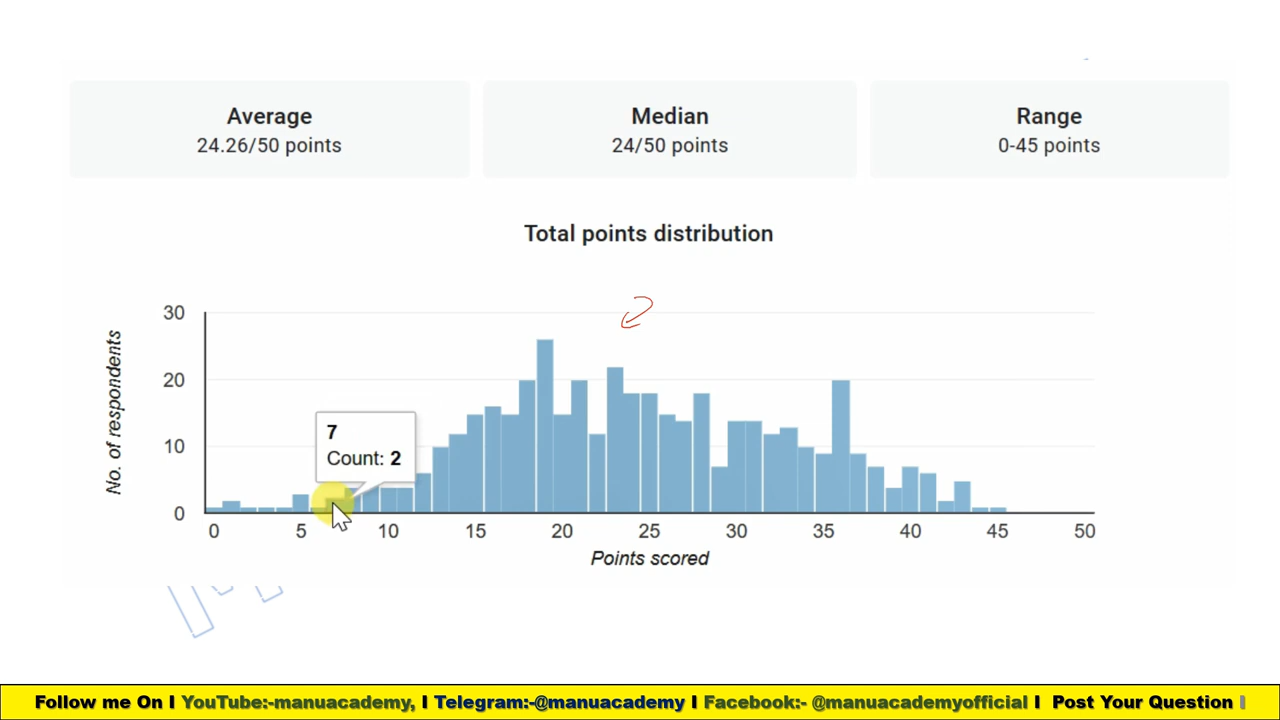 Average
24.26/50 points
Median
24/50 points
Range
0-45 points
Total points distribution
No. of respondents
30
20
10
0
7
Count: 2
0 5 10 15 20 25 30 35 40 45 50
Points scored
Follow me On I YouTube:-manuacademy, I Telegram:-@manuacademy I Facebook:- @manuacademyofficial I Post Your Question I